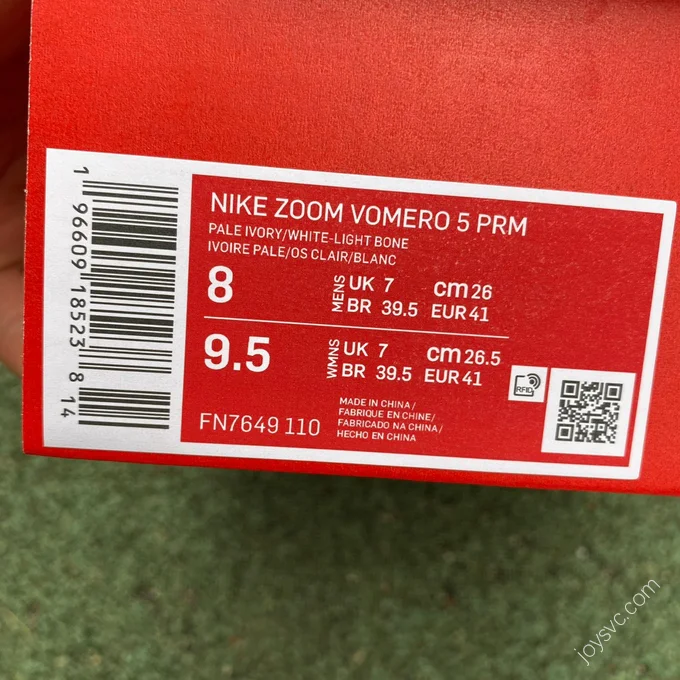 NIKE ZOOM VOMERO 5 PRM
PALE IVORY/WHITE-LIGHT BONE
IVOIRE PALE/OS CLAIR/BLANC
8 MENS UK 7 cm 26
BR 39.5 EUR 41
9.5 WMNS UK 7 cm 26.5
BR 39.5 EUR 41
RFID
FN7649 110
MADE IN CHINA/
FABRIQUE EN CHINE/
FABRICADO NA CHINA/
HECHO EN CHINA
1 96609 18523 8 14
joysvc.com